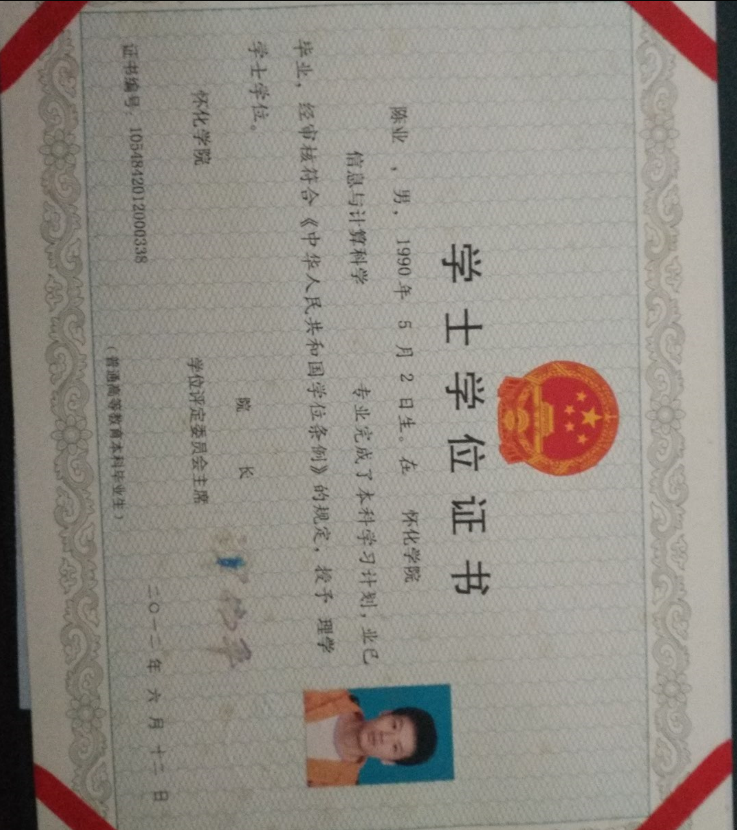 学士学位证书
陈业 ，男， 1990 年 5 月 2 日生。在 怀化学院
信息与计算科学 专业完成了本科学习计划，业已
毕业，经审核符合《中华人民共和国学位条例》的规定，授予 理学
学士学位。
院 长
怀化学院 学位评定委员会主席
二〇一二年 六 月 十二 日
证书编号：1054842012000338
（普通高等教育本科毕业生）